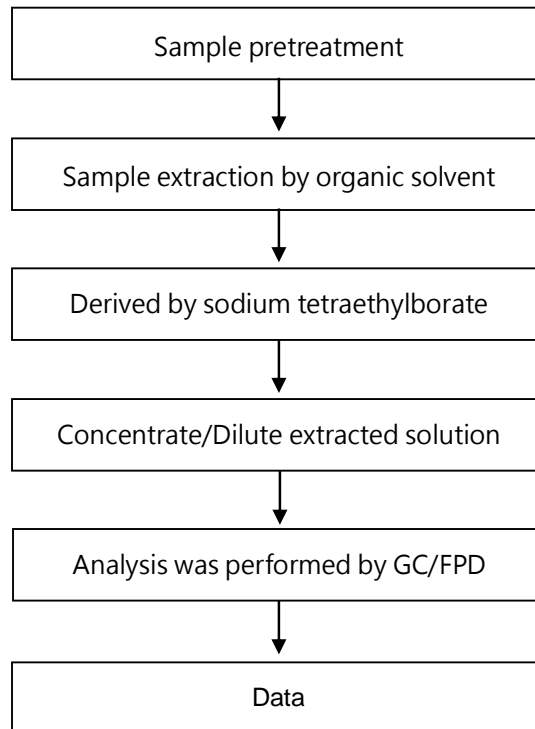 Sample pretreatment
Sample extraction by organic solvent
Derived by sodium tetraethylborate
Concentrate/Dilute extracted solution
Analysis was performed by GC/FPD
Data